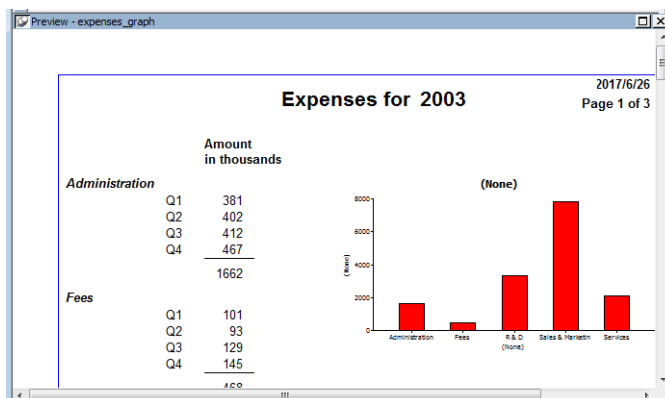 Preview - expenses_graph
2017/6/26
Expenses for 2003
Page 1 of 3
Amount
in thousands
Administration
Q1 381
Q2 402
Q3 412
Q4 467
1662
Fees
Q1 101
Q2 93
Q3 129
Q4 145
468
(None)
8000
6000
4000
2000
0
(None)
Administration Fees R & D Sales & Marketin Services
(None)